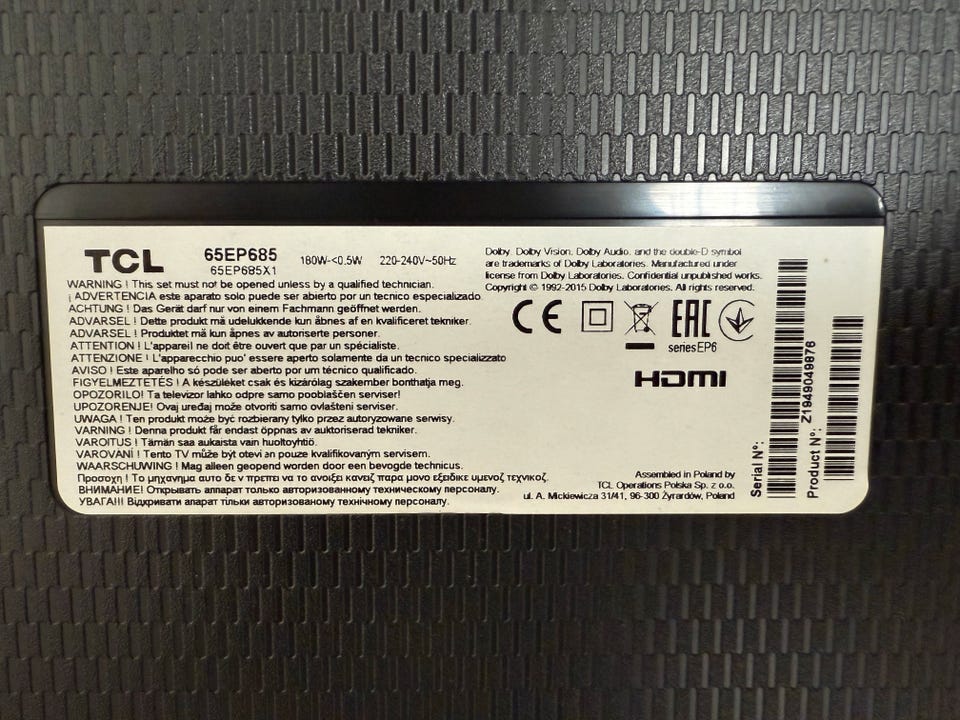 TCL
65EP685
65EP685X1
180W-<0.5W 220-240V~50Hz
WARNING ! This set must not be opened unless by a qualified technician.
¡ ADVERTENCIA este aparato solo puede ser abierto por un tecnico especializado.
ACHTUNG ! Das Gerät darf nur von einem Fachmann geöffnet werden.
ADVARSEL ! Dette produkt må udelukkende kun åbnes af en kvalificeret tekniker.
ADVARSEL ! Produktet må kun åpnes av autoriserte personer.
ATTENTION ! L'appareil ne doit être ouvert que par un spécialiste.
ATTENZIONE ! L'apparecchio puo' essere aperto solamente da un tecnico specializzato
AVISO ! Este aparelho só pode ser aberto por um técnico qualificado.
FIGYELMEZTETÉS ! A készüléket csak és kizárólag szakember bonthatja meg.
OPOZORILO! Ta televizor lahko odpre samo pooblaščen serviser!
UPOZORENJE! Ovaj uređaj može otvoriti samo ovlašteni serviser.
UWAGA ! Ten produkt może być rozbierany tylko przez autoryzowane serwisy.
VARNING ! Denna produkt får endast öppnas av auktoriserad tekniker.
VAROITUS ! Tämän saa aukaista vain huoltoyhtiö.
VAROVANÍ ! Tento TV může být oteví an pouze kvalifikovaným servisem.
WAARSCHUWING ! Mag alleen geopend worden door een bevogde technicus.
Προσοχη ! Το μηχανημα αυτο δε ν πρεπει να το ανοιξει κανεις παρα μονο εξειδικε υμενος τεχνικος.
ВНИМАНИЕ! Открывать аппарат только авторизованному техническому персоналу.
УВАГА!!! Відкривати апарат тільки авторизованому технічному персоналу.
Dolby, Dolby Vision, Dolby Audio, and the double-D symbol
are trademarks of Dolby Laboratories. Manufactured under
license from Dolby Laboratories. Confidential unpublished works.
Copyright © 1992-2015 Dolby Laboratories. All rights reserved.
CE EAC
seriesEP6
HDMI
Assembled in Poland by
TCL Operations Polska Sp. z o.o.
ul. A. Mickiewicza 31/41, 96-300 Żyrardów, Poland
Serial Nº:
Z1949049876
Product Nº: